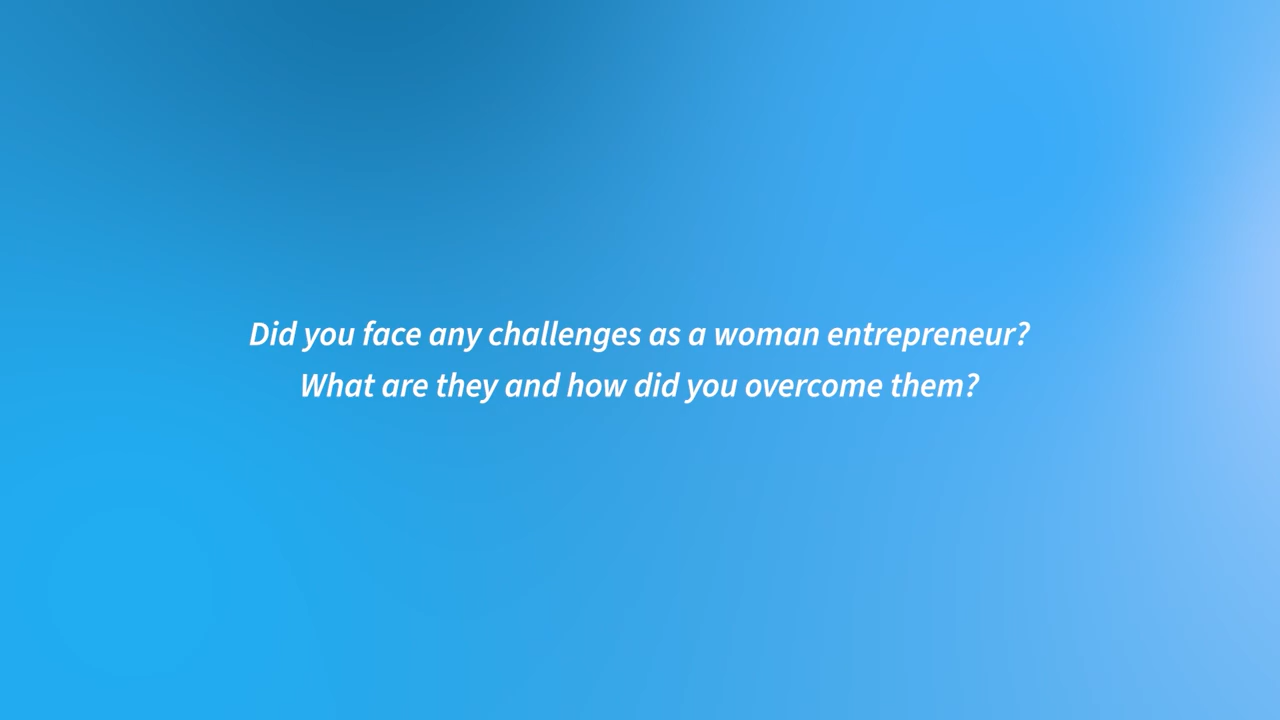 Did you face any challenges as a woman entrepreneur?
What are they and how did you overcome them?